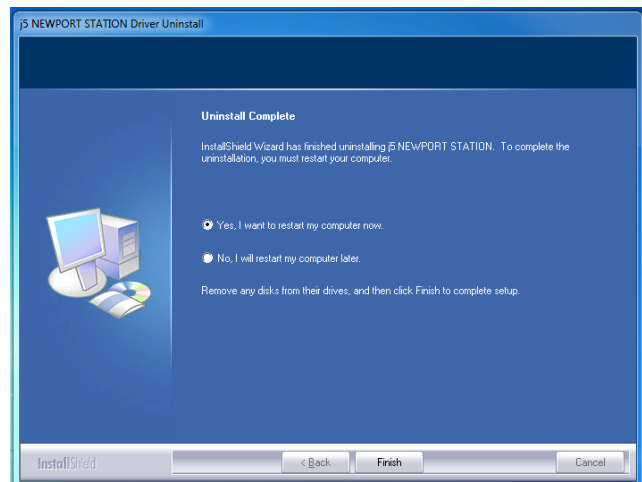 j5 NEWPORT STATION Driver Uninstall
Uninstall Complete
InstallShield Wizard has finished uninstalling j5 NEWPORT STATION. To complete the
uninstallation, you must restart your computer.
Yes, I want to restart my computer now.
No, I will restart my computer later.
Remove any disks from their drives, and then click Finish to complete setup.
InstallShield
< Back
Finish
Cancel